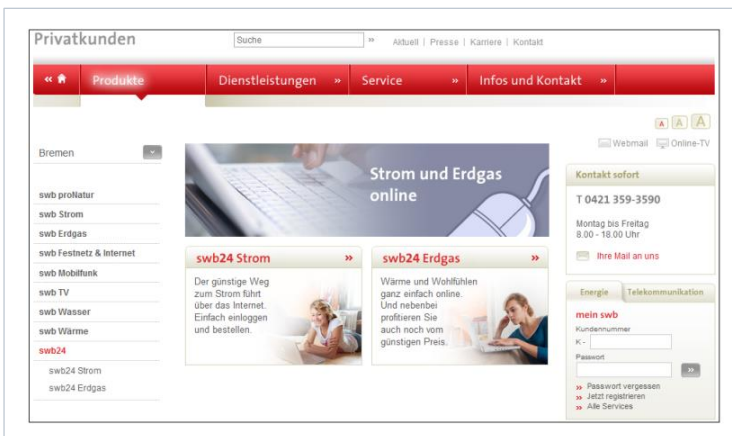 Privatkunden
Suche
»
Aktuell | Presse | Karriere | Kontakt
«
Produkte
Dienstleistungen »
Service »
Infos und Kontakt »
A A A
Webmail Online-TV
Bremen
swb proNatur
swb Strom
swb Erdgas
swb Festnetz & Internet
swb Mobilfunk
swb TV
swb Wasser
swb Wärme
swb24
swb24 Strom
swb24 Erdgas
Strom und Erdgas
online
swb24 Strom »
Der günstige Weg
zum Strom führt
über das Internet.
Einfach einloggen
und bestellen.
swb24 Erdgas »
Wärme und Wohlfühlen
ganz einfach online.
Und nebenbei
profitieren Sie
auch noch vom
günstigen Preis.
Kontakt sofort
T 0421 359-3590
Montag bis Freitag
8.00 - 18.00 Uhr
Ihre Mail an uns
Energie Telekommunikation
mein swb
Kundennummer
K -
Passwort
»
» Passwort vergessen
» Jetzt registrieren
» Alle Services